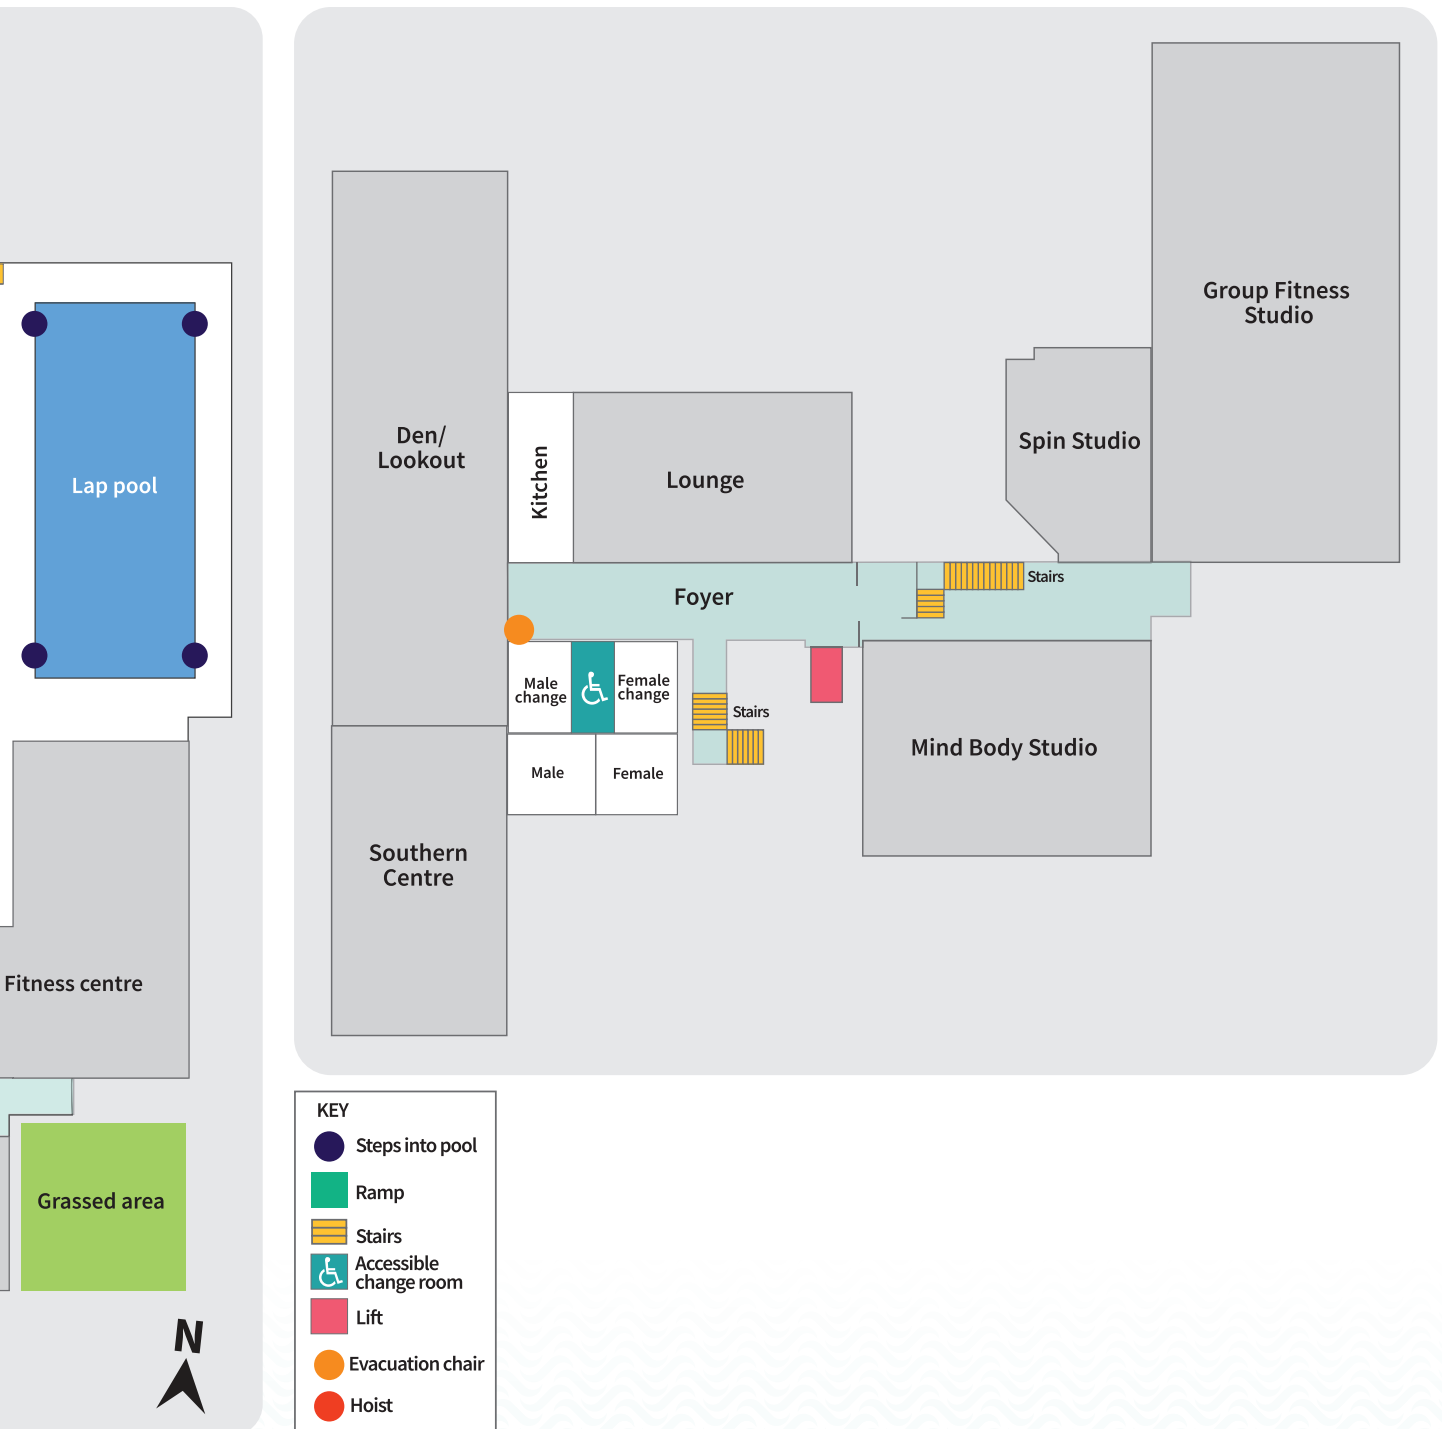 Lap pool
Fitness centre
Grassed area
N
Group Fitness
Studio
Spin Studio
Den/
Lookout
Kitchen
Lounge
Foyer
Stairs
Male
change
Female
change
Stairs
Male
Female
Mind Body Studio
Southern
Centre
KEY
Steps into pool
Ramp
Stairs
Accessible
change room
Lift
Evacuation chair
Hoist